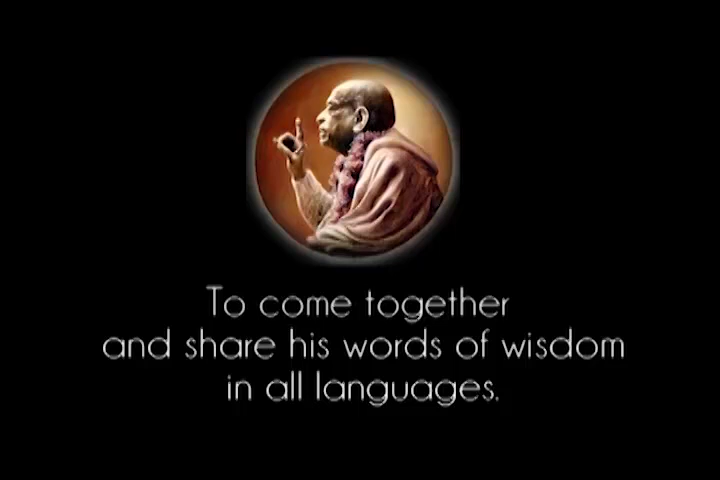 To come together
and share his words of wisdom
in all languages.